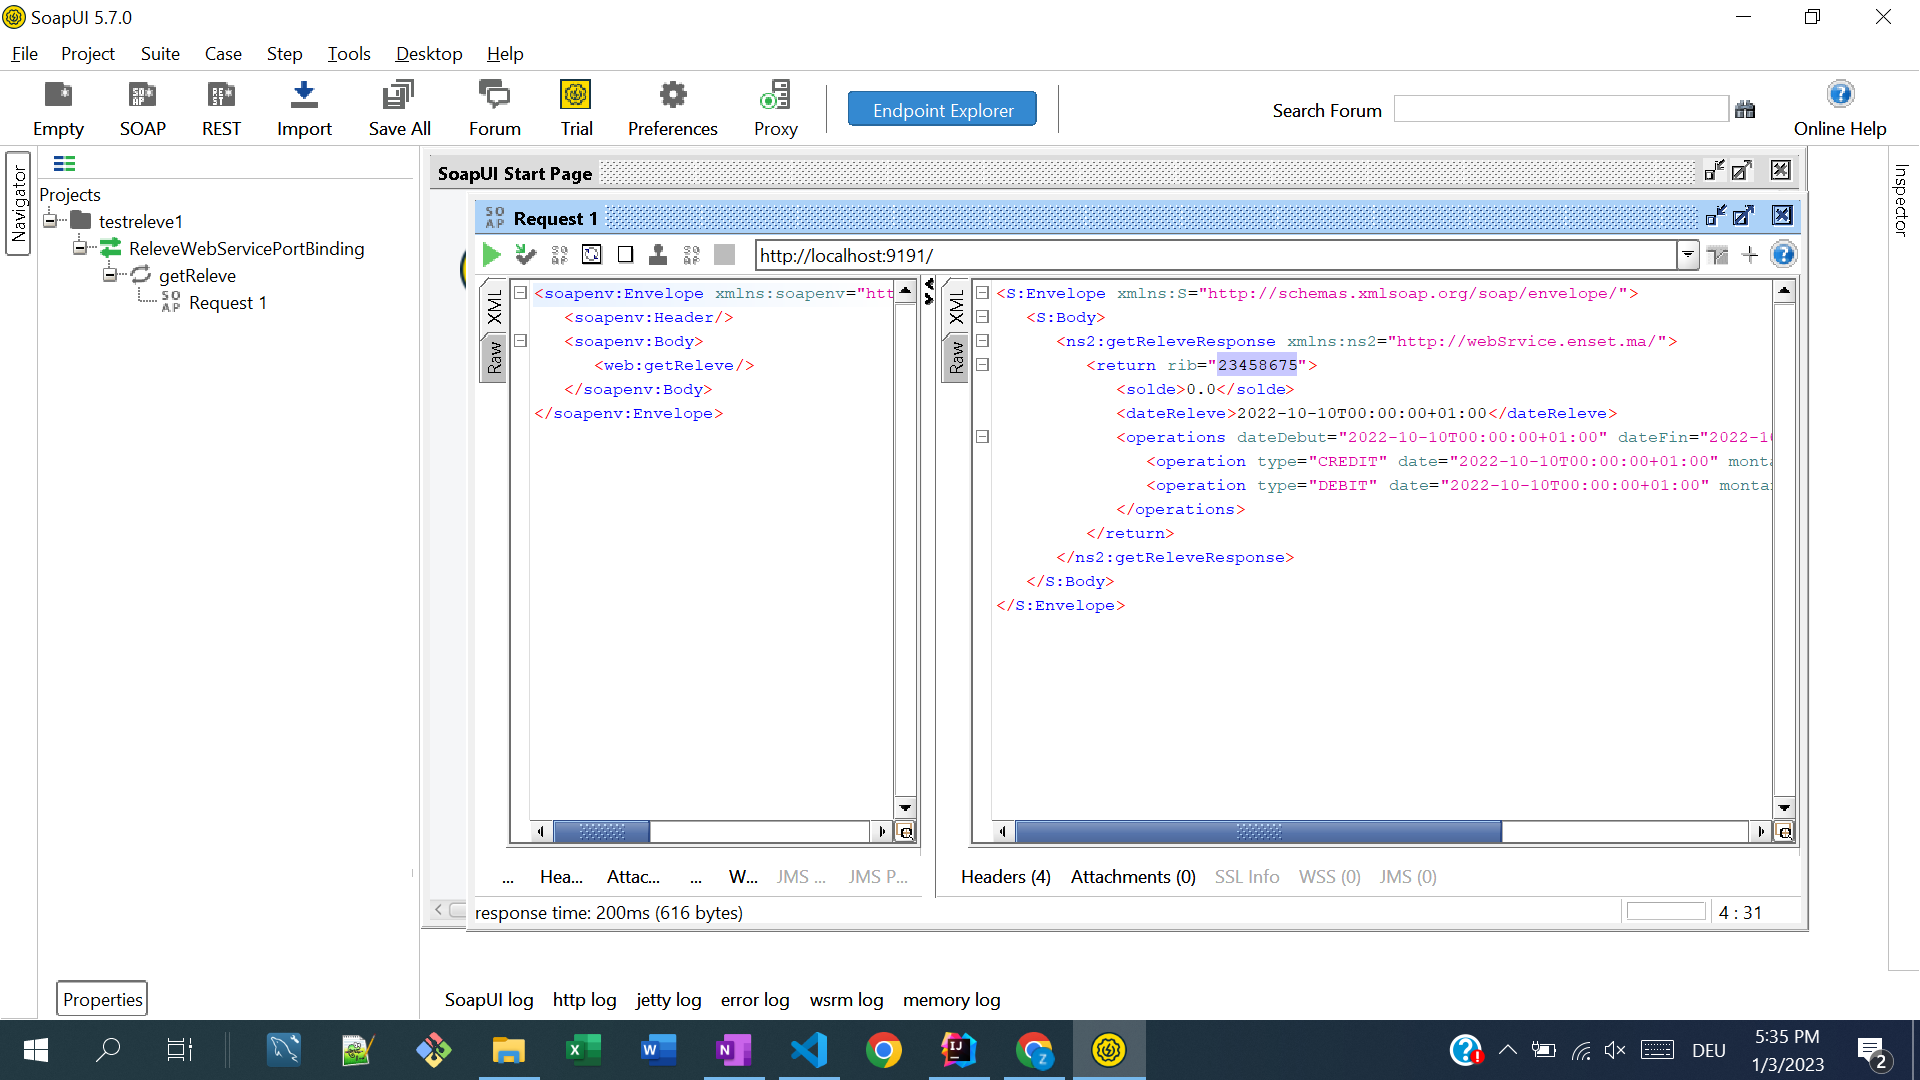 SoapUI 5.7.0
File Project Suite Case Step Tools Desktop Help
Empty SOAP REST Import Save All Forum Trial Preferences Proxy Endpoint Explorer Search Forum Online Help
Navigator
Inspector
Projects
testreleve1
ReleveWebServicePortBinding
getReleve
Request 1
SoapUI Start Page
SO AP Request 1
http://localhost:9191/
XML
Raw
<soapenv:Envelope xmlns:soapenv="htt
<soapenv:Header/>
<soapenv:Body>
<web:getReleve/>
</soapenv:Body>
</soapenv:Envelope>
XML
Raw
<S:Envelope xmlns:S="http://schemas.xmlsoap.org/soap/envelope/">
<S:Body>
<ns2:getReleveResponse xmlns:ns2="http://webSrvice.enset.ma/">
<return rib="23458675">
<solde>0.0</solde>
<dateReleve>2022-10-10T00:00:00+01:00</dateReleve>
<operations dateDebut="2022-10-10T00:00:00+01:00" dateFin="2022-10
<operation type="CREDIT" date="2022-10-10T00:00:00+01:00" monta
<operation type="DEBIT" date="2022-10-10T00:00:00+01:00" montan
</operations>
</return>
</ns2:getReleveResponse>
</S:Body>
</S:Envelope>
... Hea... Attac... ... W... JMS ... JMS P...
Headers (4) Attachments (0) SSL Info WSS (0) JMS (0)
response time: 200ms (616 bytes)
4 : 31
Properties
SoapUI log http log jetty log error log wsrm log memory log
DEU
5:35 PM
1/3/2023
2